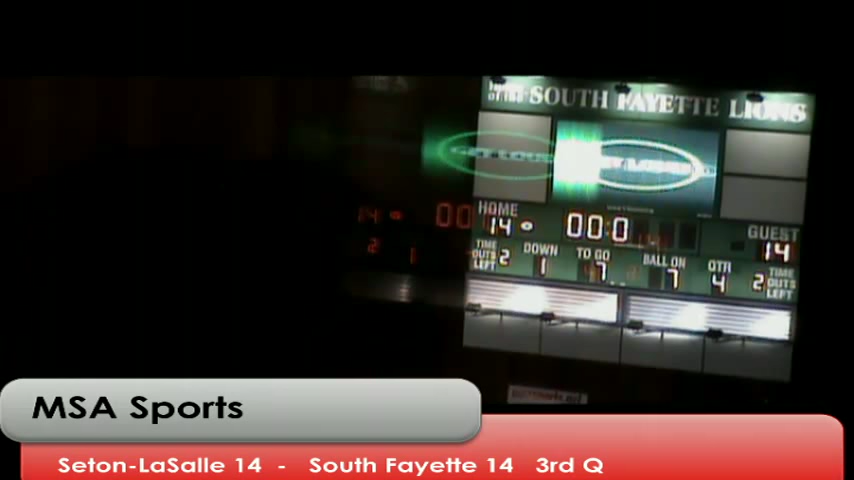 SOUTH FAYETTE LIONS
HOME
14
00:0
GUEST
14
TIME OUTS LEFT 2
DOWN
1
TO GO
7
BALL ON
7
QTR
4
2 TIME OUTS LEFT
MSA Sports
Seton-LaSalle 14 - South Fayette 14 3rd Q